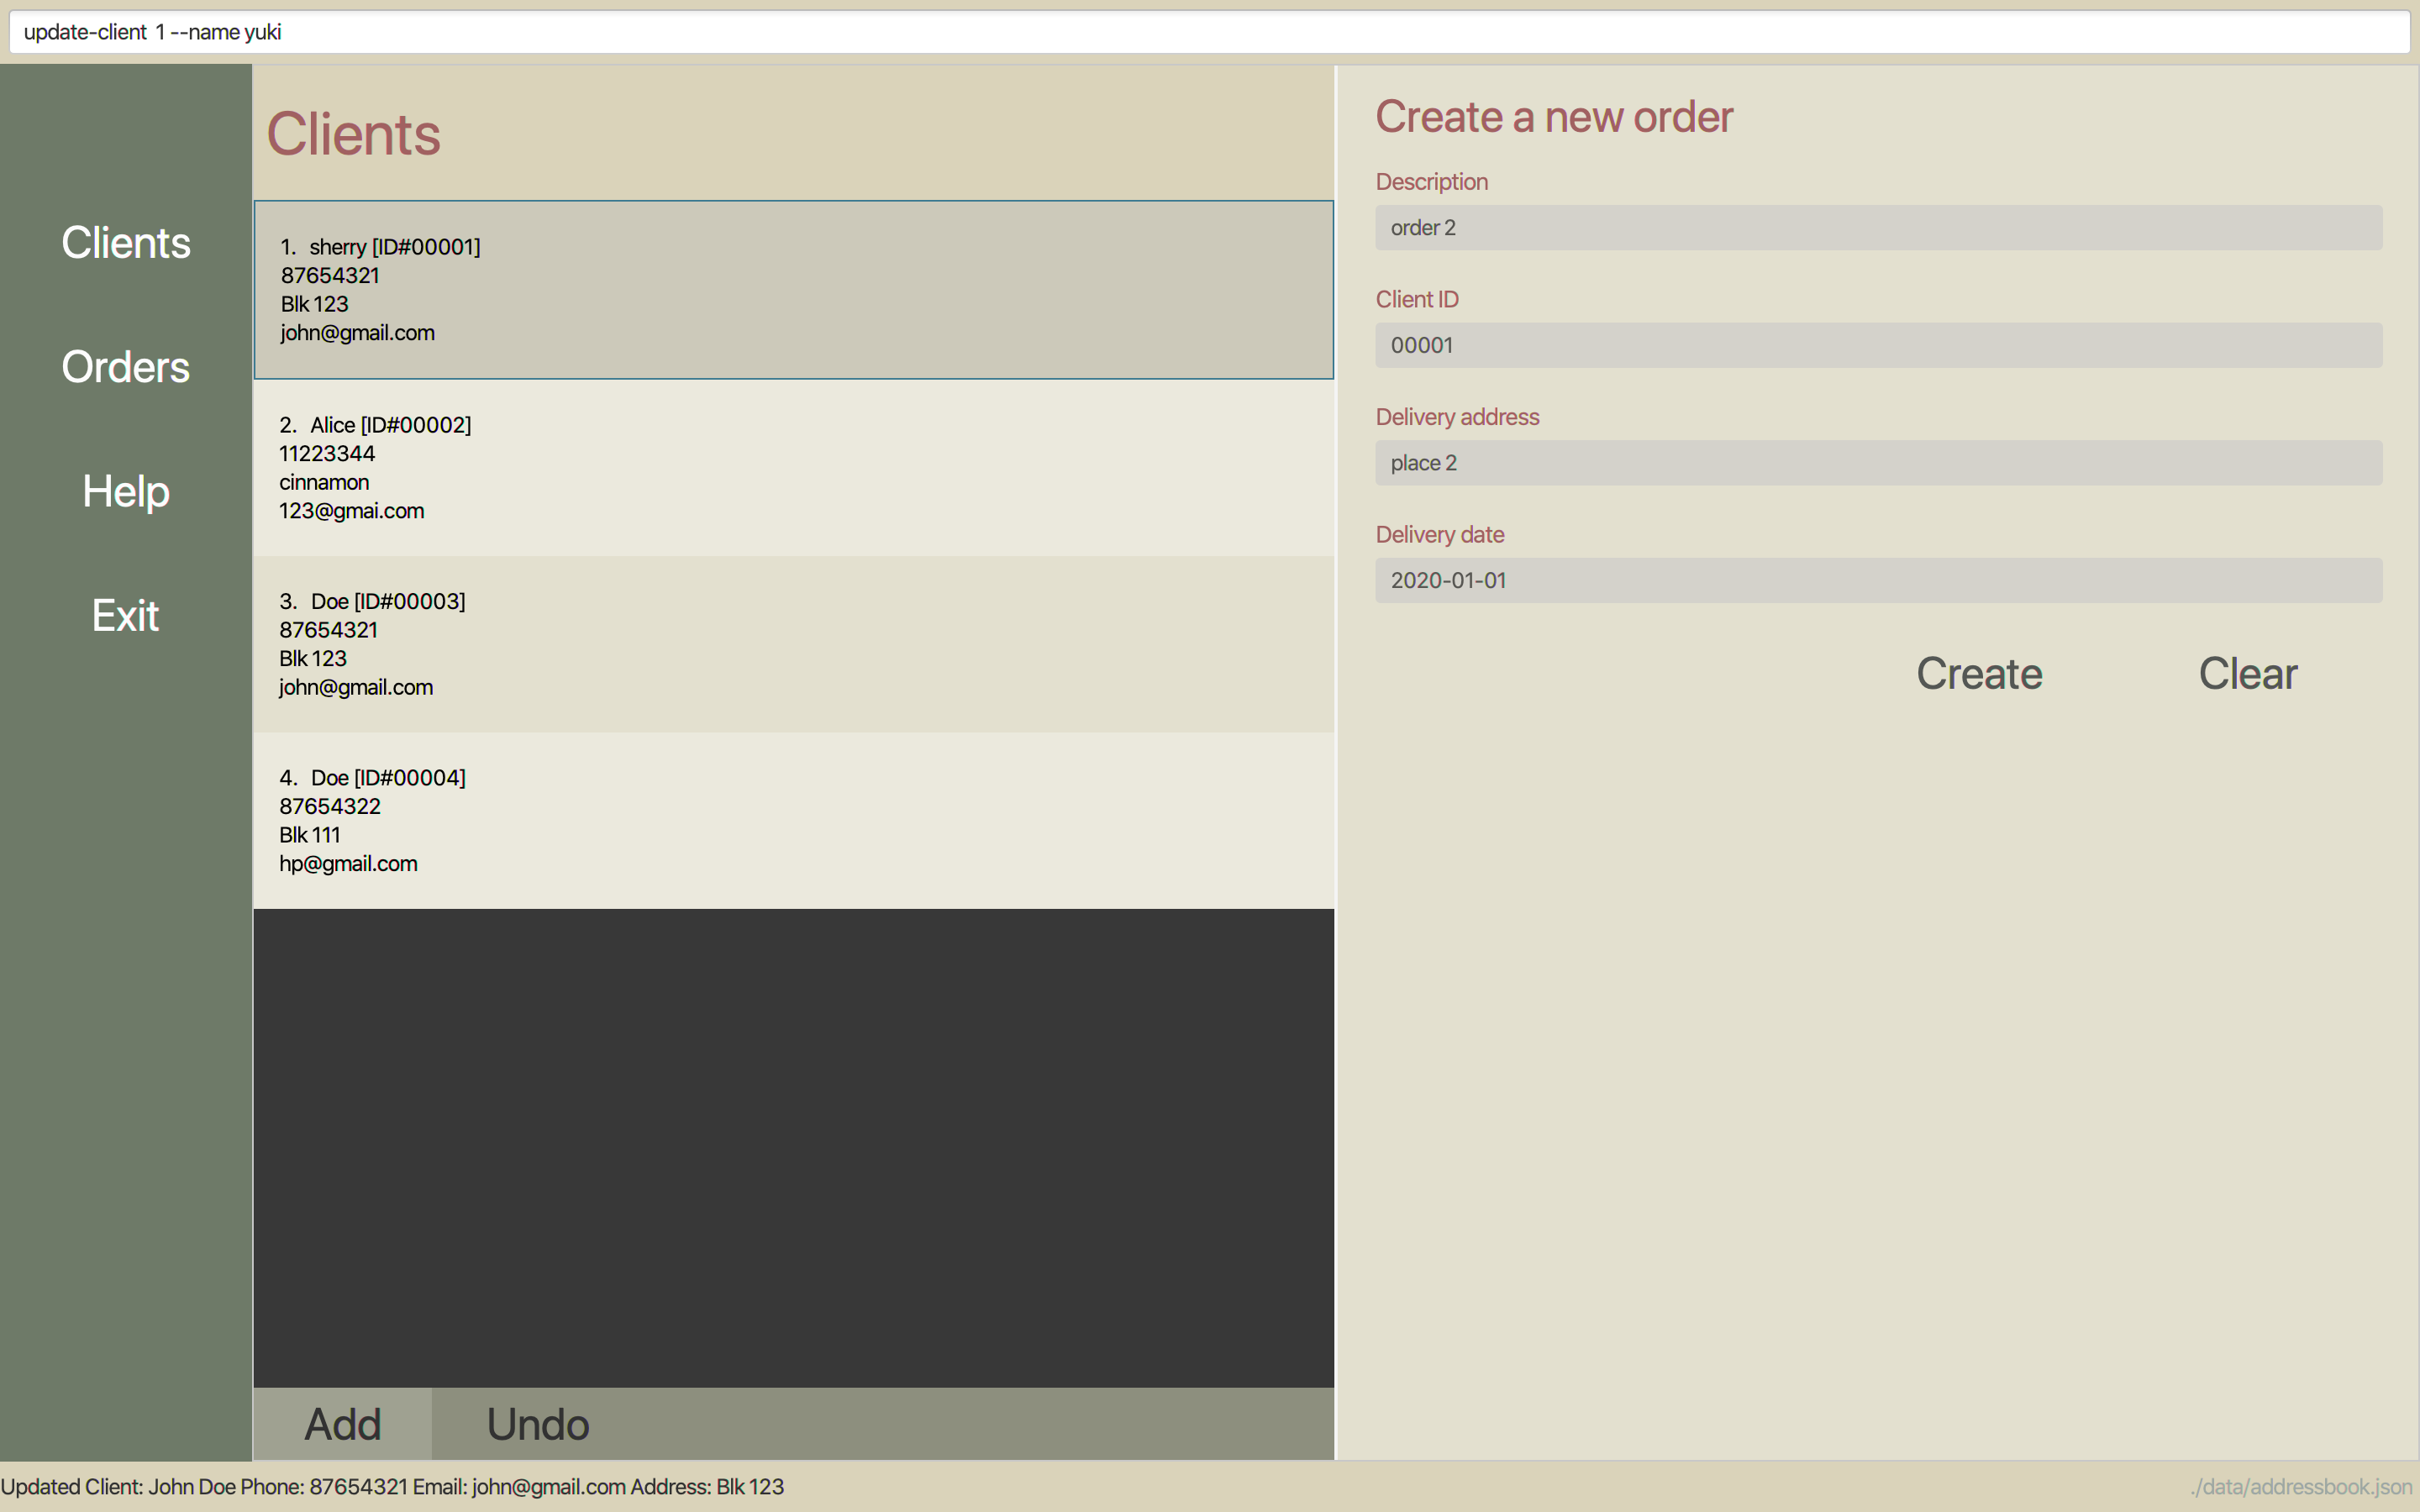 update-client 1 --name yuki
Clients
Orders
Help
Exit
Clients
1. sherry [ID#00001]
87654321
Blk 123
john@gmail.com
2. Alice [ID#00002]
11223344
cinnamon
123@gmai.com
3. Doe [ID#00003]
87654321
Blk 123
john@gmail.com
4. Doe [ID#00004]
87654322
Blk 111
hp@gmail.com
Add Undo
Create a new order
Description
order 2
Client ID
00001
Delivery address
place 2
Delivery date
2020-01-01
Create Clear
Updated Client: John Doe Phone: 87654321 Email: john@gmail.com Address: Blk 123
./data/addressbook.json